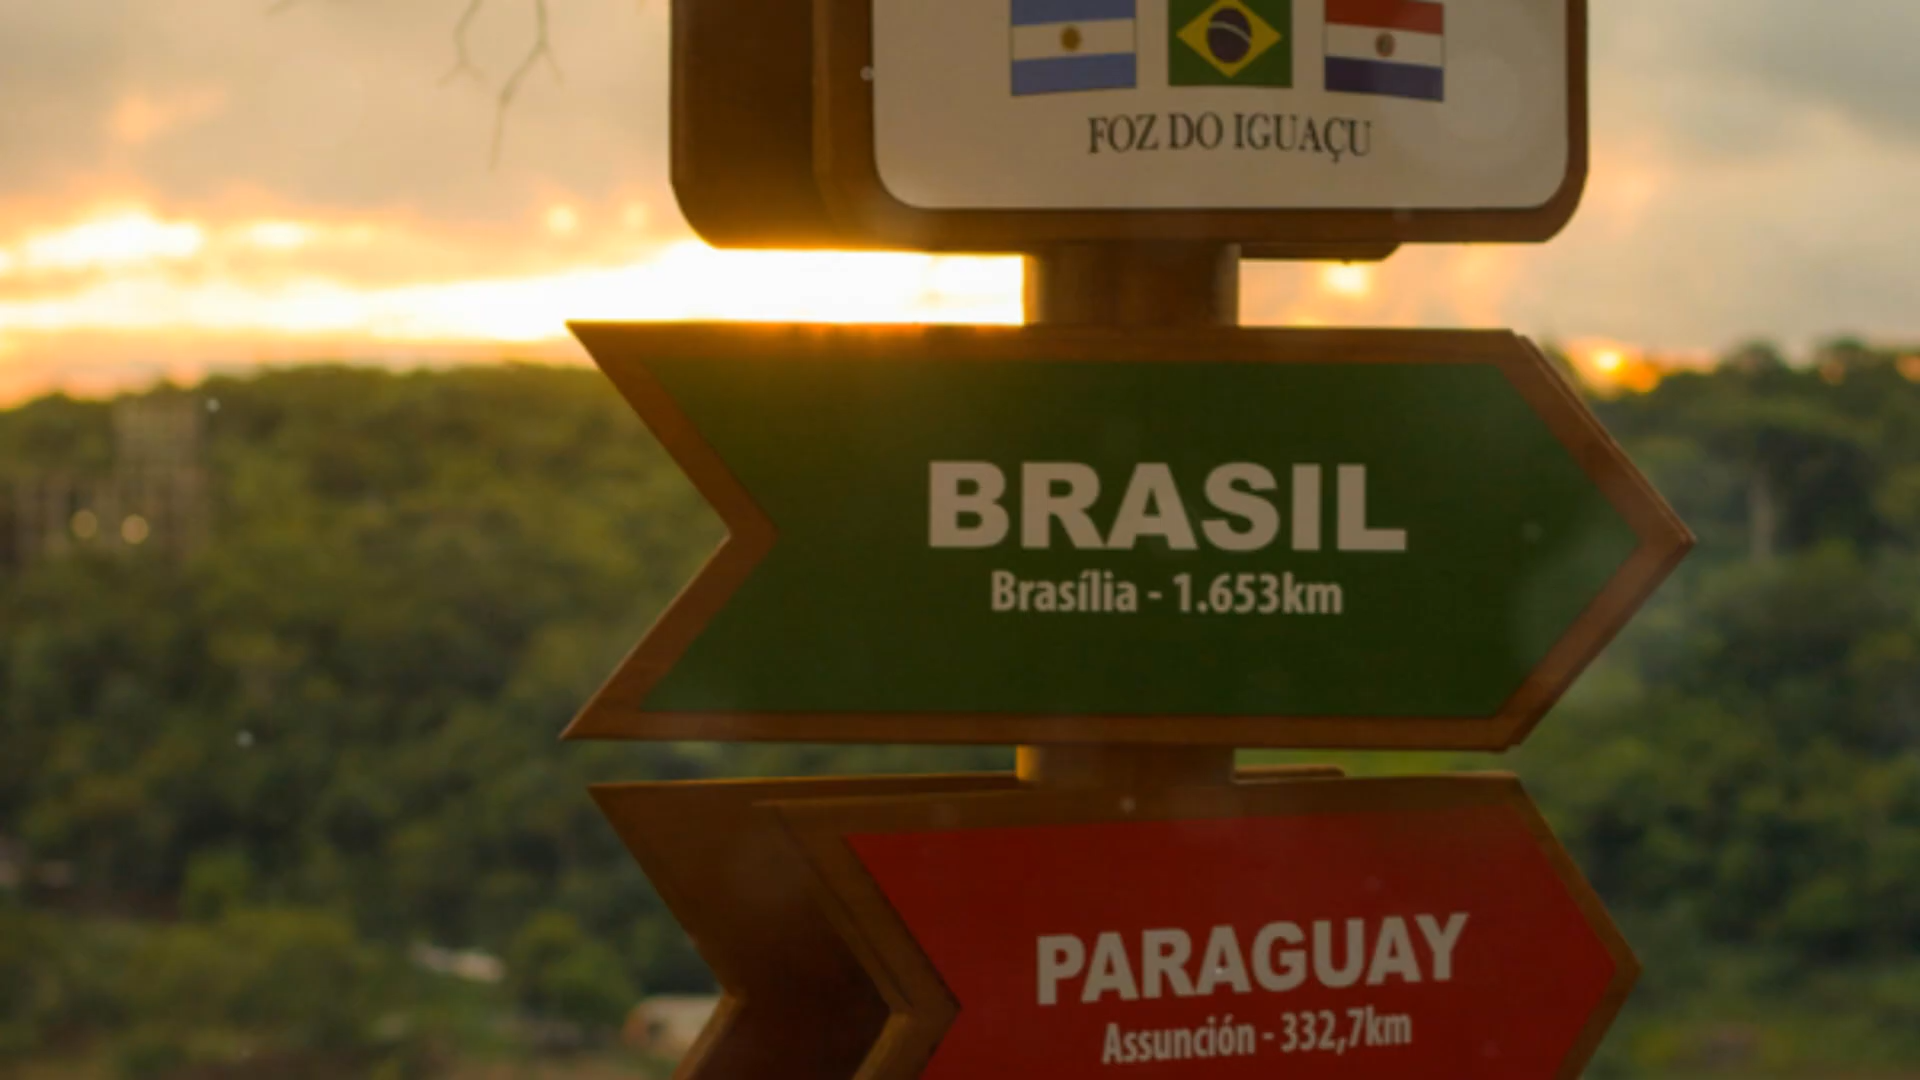 FOZ DO IGUAÇU
BRASIL
Brasília - 1.653km
PARAGUAY
Assunción - 332,7km